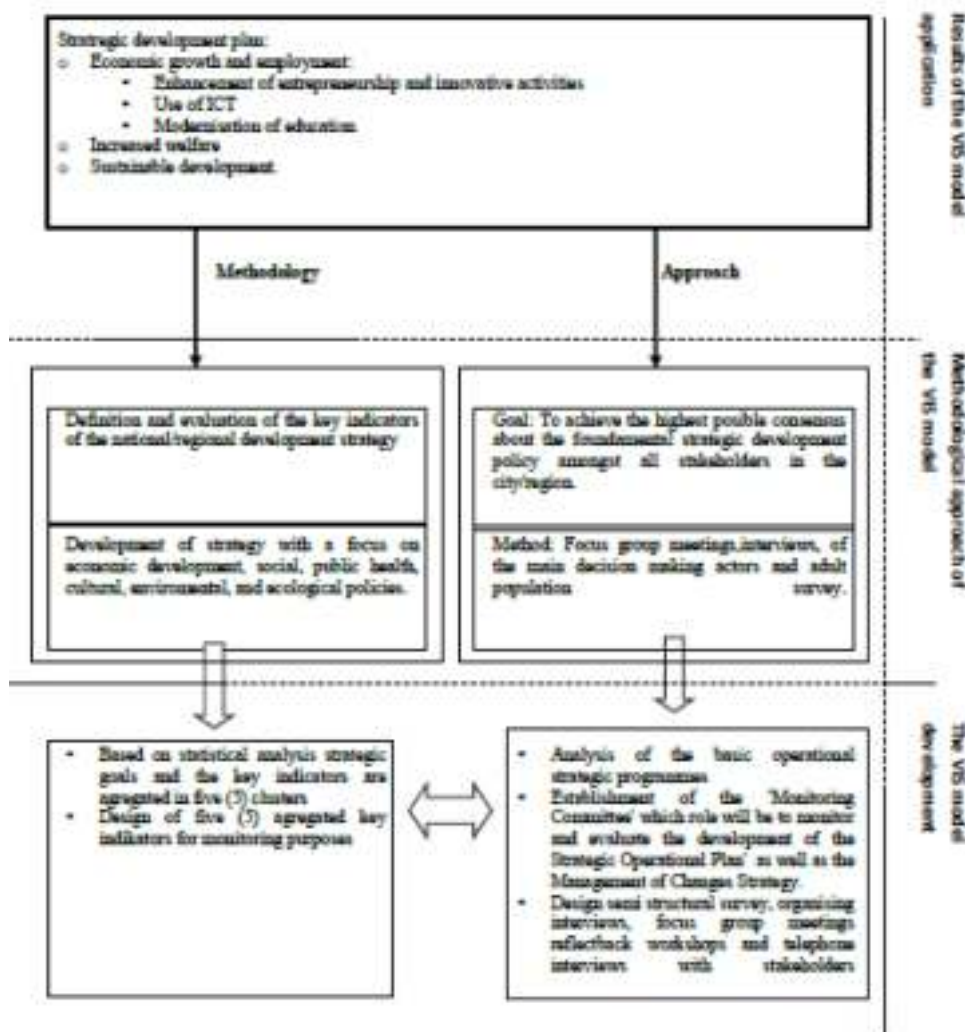 Stratregic development plan:
o Economic growth and employment:
• Enhancement of entrepreneurship and innovative activities
• Use of ICT
• Modernisation of education
o Increased welfare
o Sustainable development
Methodology
Approach
Definition and evaluation of the key indicators
of the national/regional development strategy
Development of strategy with a focus on
economic development, social, public health,
cultural, environmental, and ecological policies.
Goal: To achieve the highest posible consensus
about the foundamental strategic development
policy amongst all stakeholders in the
city/region.
Method: Focus group meetings,interviews, of
the main decision making actors and adult
population survey.
• Based on statistical analysis strategic
goals and the key indicators are
agregated in five (5) clusters
• Design of five (5) agregated key
indicators for monitoring purposes
• Analysis of the basic operational
strategic programmes
• Establishment of the 'Monitoring
Committee' which role will be to monitor
and evaluate the development of the
Strategic Operational Plan' as well as the
Management of Changes Strategy.
• Design semi structural survey, organising
interviews, focus group meetings
reflectback workshops and telephone
interviews with stakeholders
Results of the VIS model
application
Methodological approach of
the VIS model
The VIS model
development